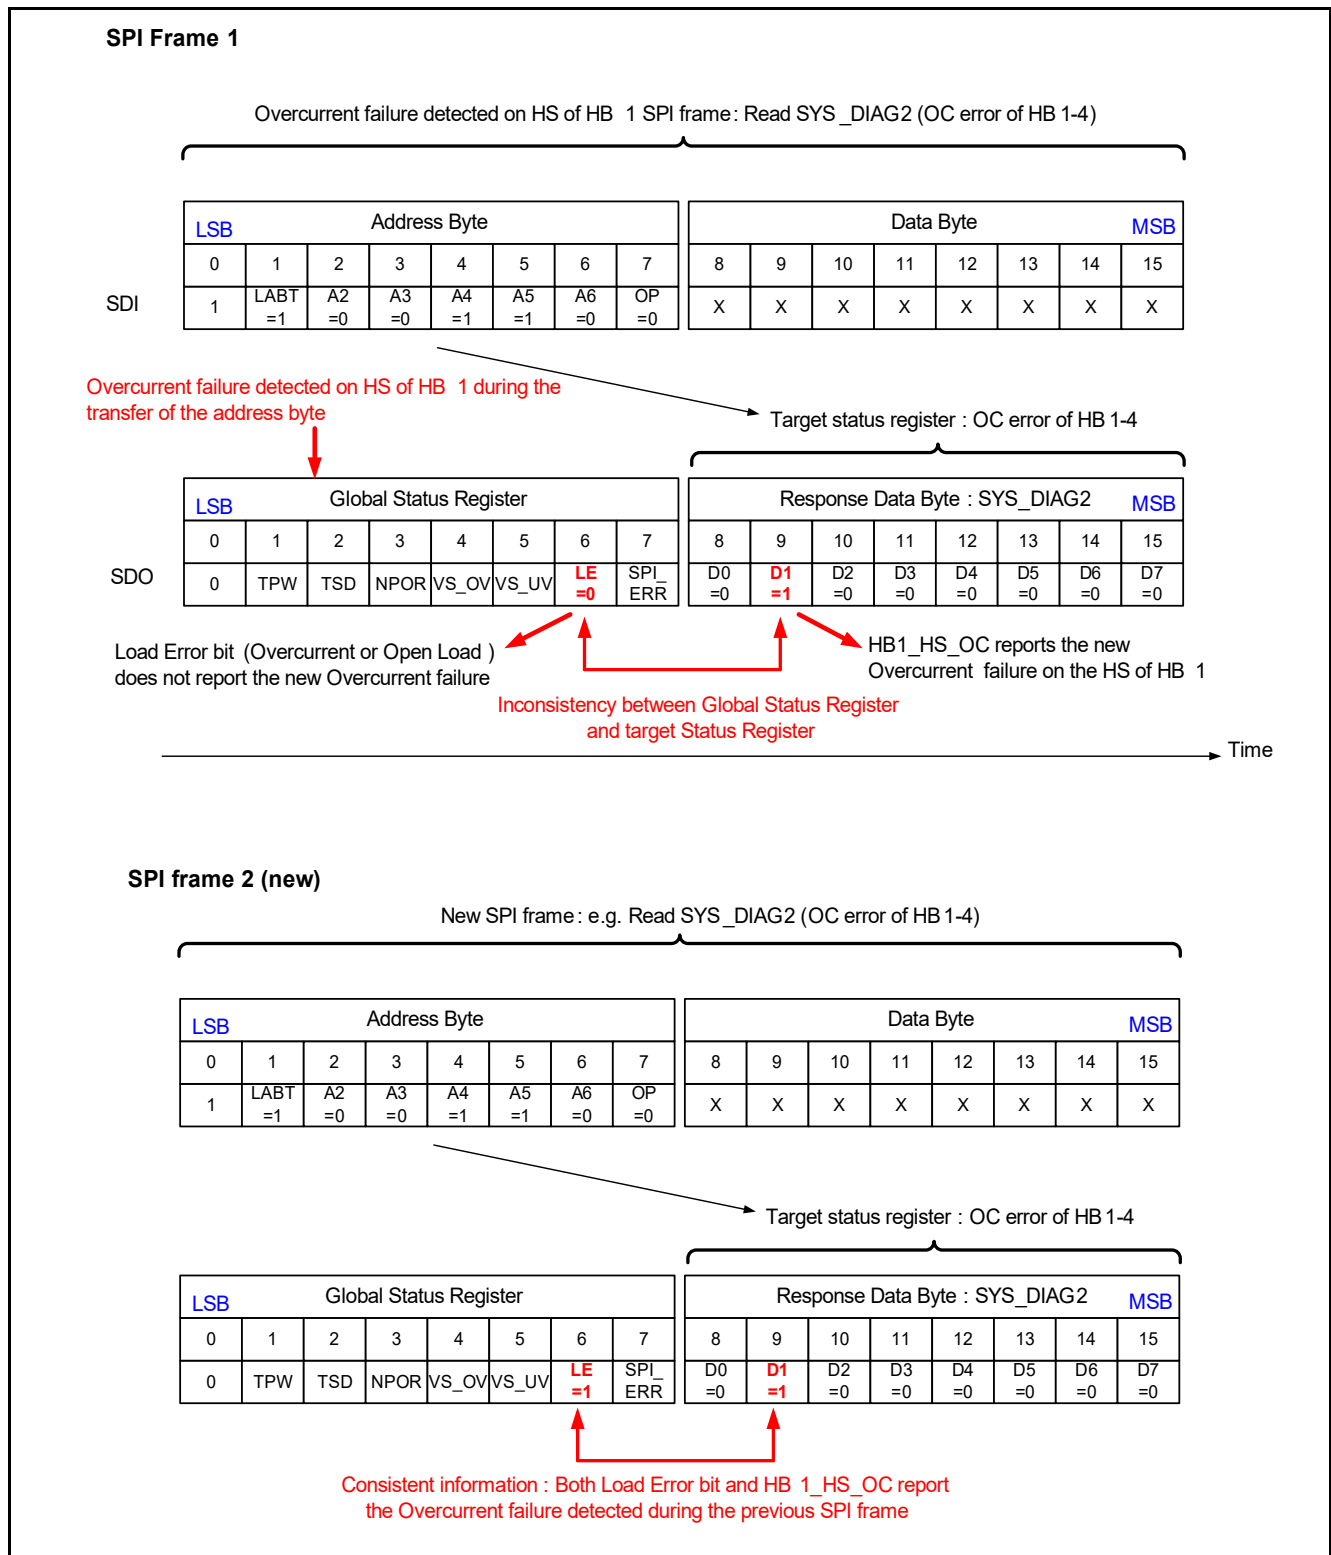 SPI Frame 1
Overcurrent failure detected on HS of HB 1 SPI frame: Read SYS_DIAG2 (OC error of HB 1-4)
LSB Address Byte Data Byte MSB
0 1 2 3 4 5 6 7 8 9 10 11 12 13 14 15
SDI 1 LABT =1 A2 =0 A3 =0 A4 =1 A5 =1 A6 =0 OP =0 X X X X X X X X
Overcurrent failure detected on HS of HB 1 during the
transfer of the address byte
Target status register : OC error of HB 1-4
LSB Global Status Register Response Data Byte : SYS_DIAG2 MSB
0 1 2 3 4 5 6 7 8 9 10 11 12 13 14 15
SDO 0 TPW TSD NPOR VS_OV VS_UV LE =0 SPI_ ERR D0 =0 D1 =1 D2 =0 D3 =0 D4 =0 D5 =0 D6 =0 D7 =0
Load Error bit (Overcurrent or Open Load )
does not report the new Overcurrent failure
HB1_HS_OC reports the new
Overcurrent failure on the HS of HB 1
Inconsistency between Global Status Register
and target Status Register
Time
SPI frame 2 (new)
New SPI frame : e.g. Read SYS_DIAG2 (OC error of HB 1-4)
LSB Address Byte Data Byte MSB
0 1 2 3 4 5 6 7 8 9 10 11 12 13 14 15
1 LABT =1 A2 =0 A3 =0 A4 =1 A5 =1 A6 =0 OP =0 X X X X X X X X
Target status register : OC error of HB 1-4
LSB Global Status Register Response Data Byte : SYS_DIAG2 MSB
0 1 2 3 4 5 6 7 8 9 10 11 12 13 14 15
0 TPW TSD NPOR VS_OV VS_UV LE =1 SPI_ ERR D0 =0 D1 =1 D2 =0 D3 =0 D4 =0 D5 =0 D6 =0 D7 =0
Consistent information : Both Load Error bit and HB 1_HS_OC report
the Overcurrent failure detected during the previous SPI frame